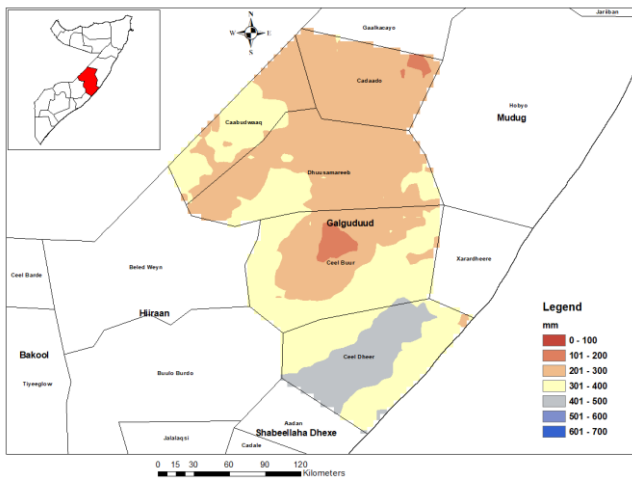 Jariiban
Gaalkacayo
N
W E
S
Cadaado
Hobyo
Mudug
Caabudwaaq
Dhuusamareeb
Galguduud
Ceel Buur
Xarardheere
Ceel Barde
Beled Weyn
Hiiraan
Bakool
Tiyeeglow
Buulo Burdo
Ceel Dheer
Aadan
Shabeellaha Dhexe
Jalalaqsi
Cadale
Legend
mm
0 - 100
101 - 200
201 - 300
301 - 400
401 - 500
501 - 600
601 - 700
0 15 30 60 90 120
Kilometers